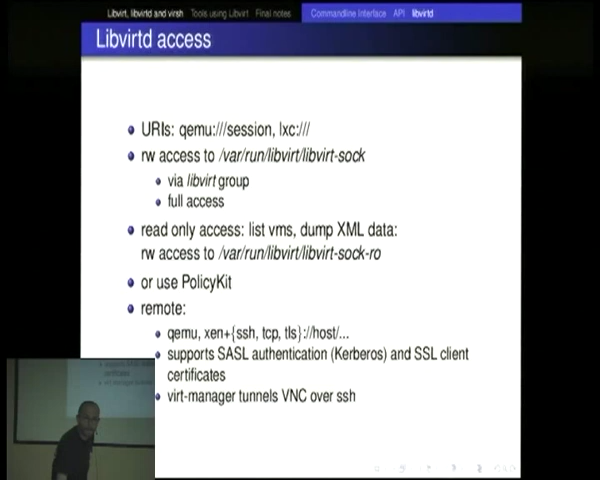 Libvirt, libvirtd and virsh Tools using Libvirt Final notes Commandline Interface API libvirtd
Libvirtd access
URIs: qemu:///session, lxc:///
rw access to /var/run/libvirt/libvirt-sock
via libvirt group
full access
read only access: list vms, dump XML data:
rw access to /var/run/libvirt/libvirt-sock-ro
or use PolicyKit
remote:
qemu, xen+{ssh, tcp, tls}://host/...
supports SASL authentication (Kerberos) and SSL client
certificates
virt-manager tunnels VNC over ssh